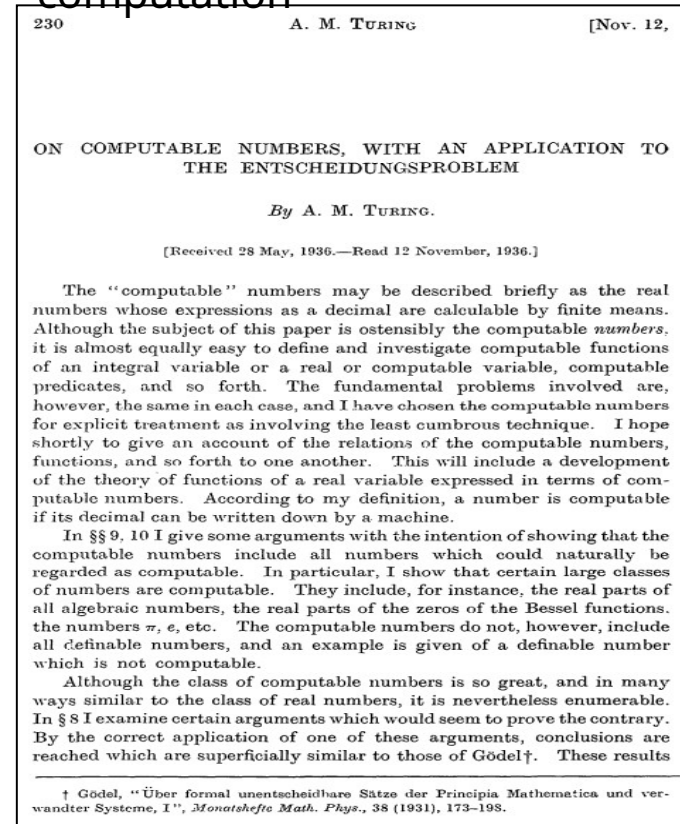 computation
230 A. M. TURING [Nov. 12,
ON COMPUTABLE NUMBERS, WITH AN APPLICATION TO
THE ENTSCHEIDUNGSPROBLEM
By A. M. TURING.
[Received 28 May, 1936.—Read 12 November, 1936.]
The "computable" numbers may be described briefly as the real
numbers whose expressions as a decimal are calculable by finite means.
Although the subject of this paper is ostensibly the computable numbers,
it is almost equally easy to define and investigate computable functions
of an integral variable or a real or computable variable, computable
predicates, and so forth. The fundamental problems involved are,
however, the same in each case, and I have chosen the computable numbers
for explicit treatment as involving the least cumbrous technique. I hope
shortly to give an account of the relations of the computable numbers,
functions, and so forth to one another. This will include a development
of the theory of functions of a real variable expressed in terms of com-
putable numbers. According to my definition, a number is computable
if its decimal can be written down by a machine.
In §§ 9, 10 I give some arguments with the intention of showing that the
computable numbers include all numbers which could naturally be
regarded as computable. In particular, I show that certain large classes
of numbers are computable. They include, for instance, the real parts of
all algebraic numbers, the real parts of the zeros of the Bessel functions.
the numbers π, e, etc. The computable numbers do not, however, include
all definable numbers, and an example is given of a definable number
which is not computable.
Although the class of computable numbers is so great, and in many
ways similar to the class of real numbers, it is nevertheless enumerable.
In § 8 I examine certain arguments which would seem to prove the contrary.
By the correct application of one of these arguments, conclusions are
reached which are superficially similar to those of Gödel†. These results
† Gödel, "Über formal unentscheidbare Sätze der Principia Mathematica und ver-
wandter Systeme, I", Monatshefte Math. Phys., 38 (1931), 173–198.